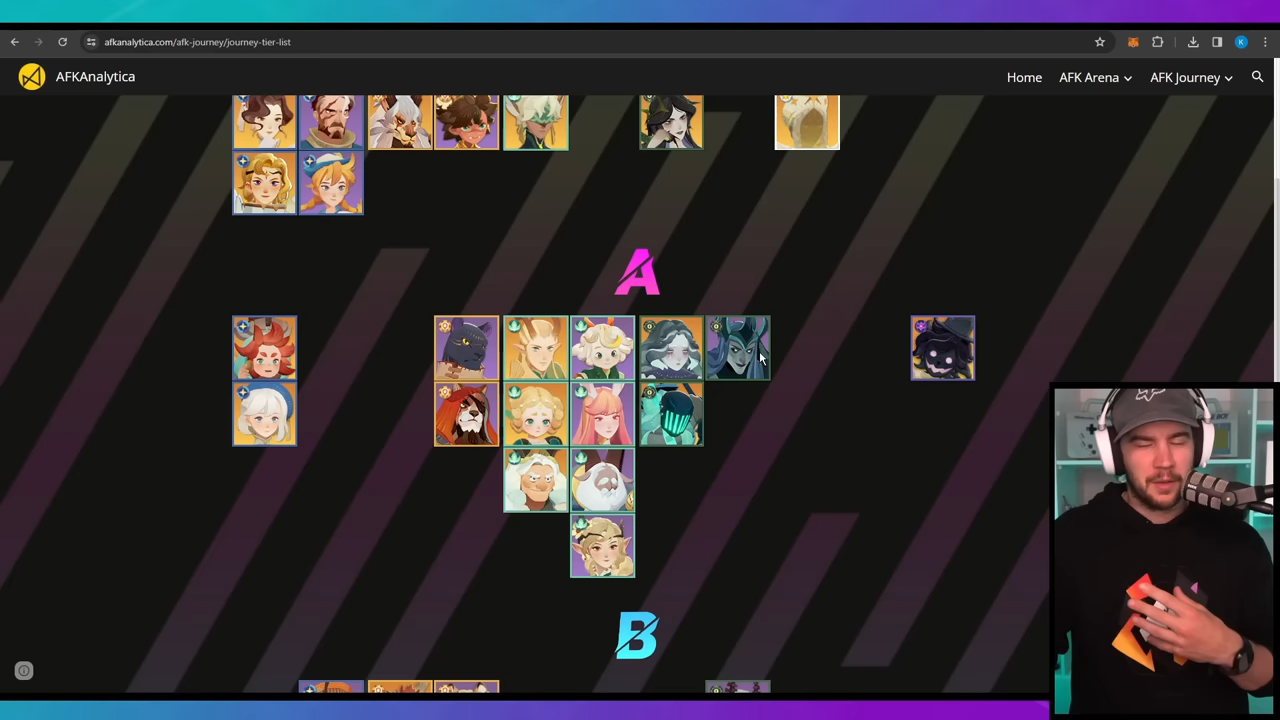 afkanalytica.com/afk-journey/journey-tier-list
K
AFKAnalytica
Home
AFK Arena
AFK Journey
A
B